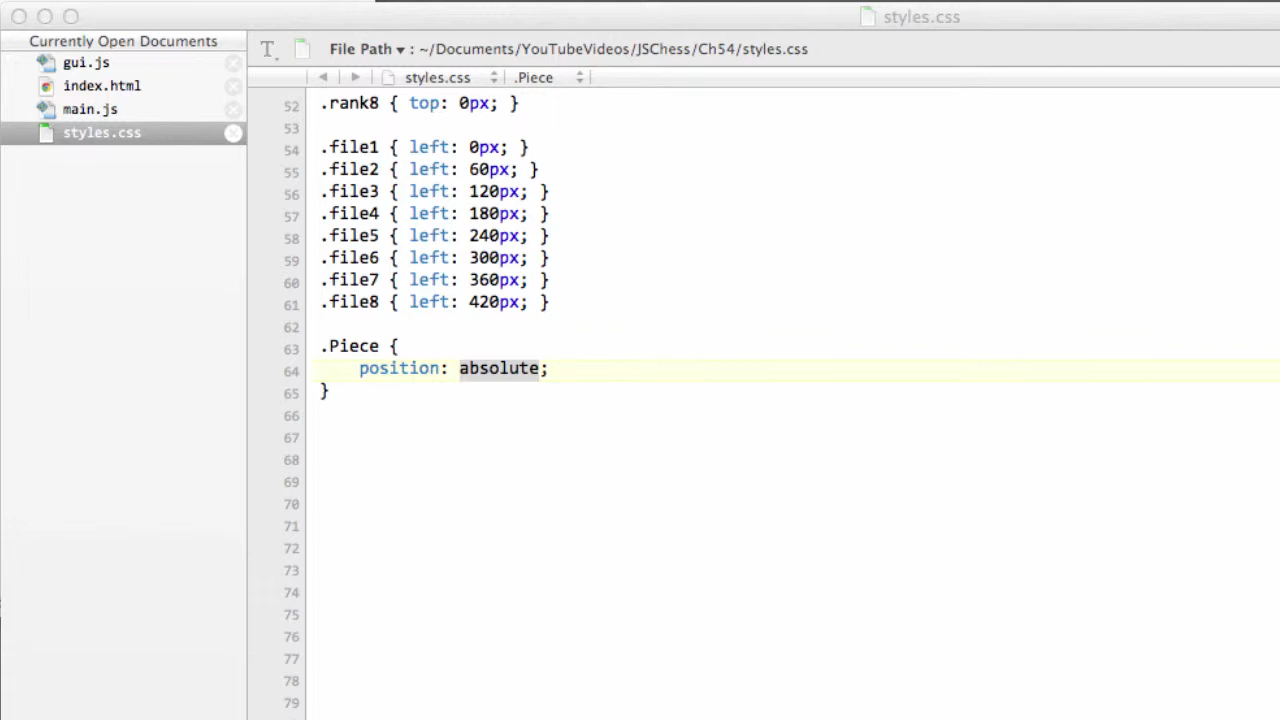 styles.css
Currently Open Documents
gui.js
index.html
main.js
styles.css
T. File Path ▾ : ~/Documents/YouTubeVideos/JSChess/Ch54/styles.css
styles.css .Piece
52 .rank8 { top: 0px; }
53
54 .file1 { left: 0px; }
55 .file2 { left: 60px; }
56 .file3 { left: 120px; }
57 .file4 { left: 180px; }
58 .file5 { left: 240px; }
59 .file6 { left: 300px; }
60 .file7 { left: 360px; }
61 .file8 { left: 420px; }
62
63 .Piece {
64 position: absolute;
65 }
66
67
68
69
70
71
72
73
74
75
76
77
78
79